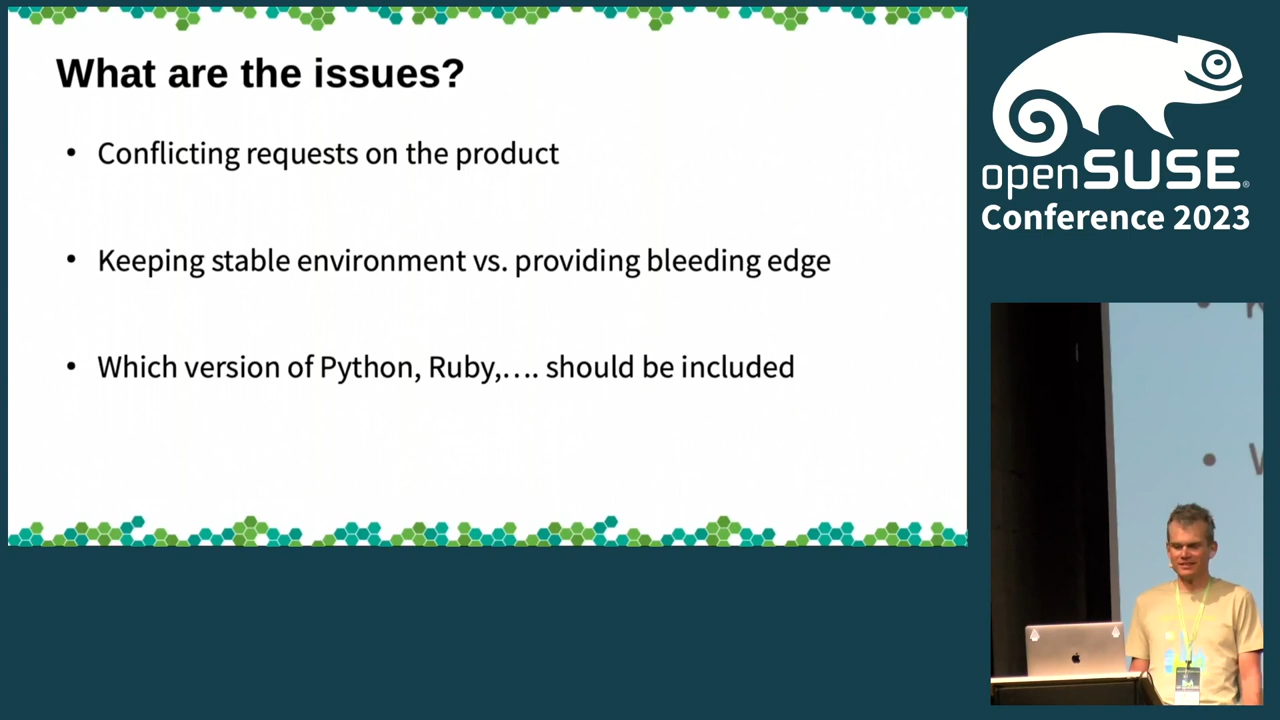 What are the issues?
• Conflicting requests on the product
• Keeping stable environment vs. providing bleeding edge
• Which version of Python, Ruby,…. should be included
openSUSE®
Conference 2023